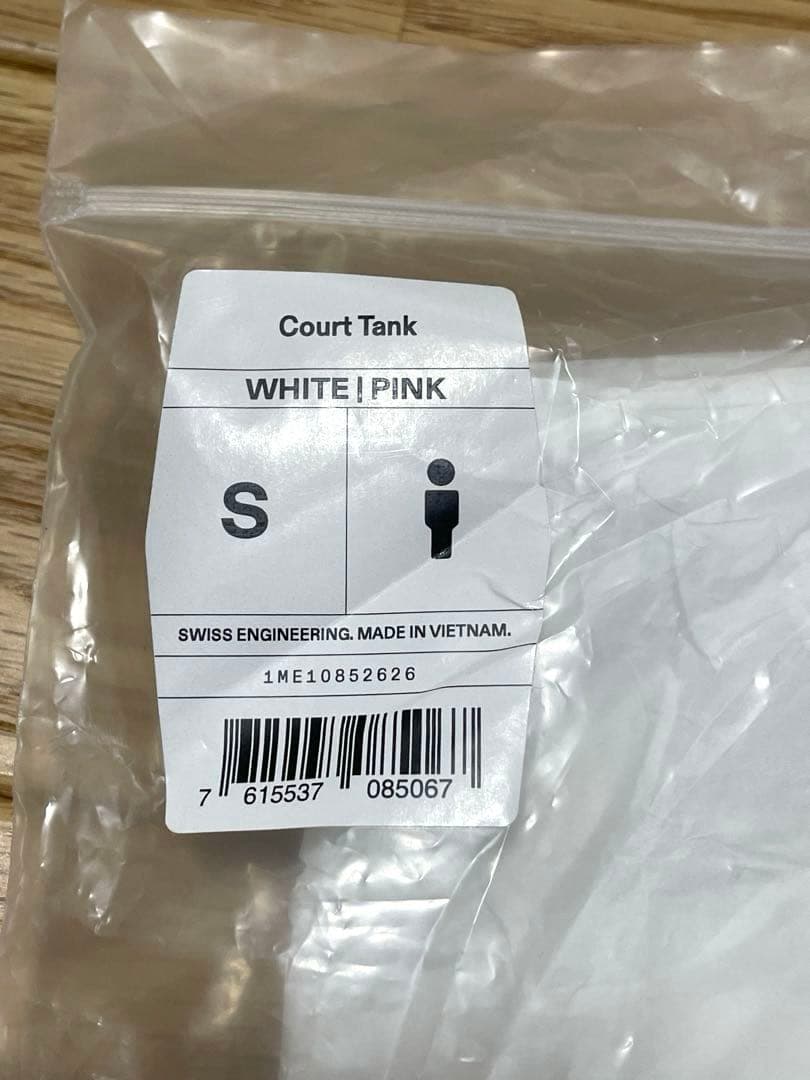 Court Tank
WHITE | PINK
S
SWISS ENGINEERING. MADE IN VIETNAM.
1ME10852626
7 615537 085067